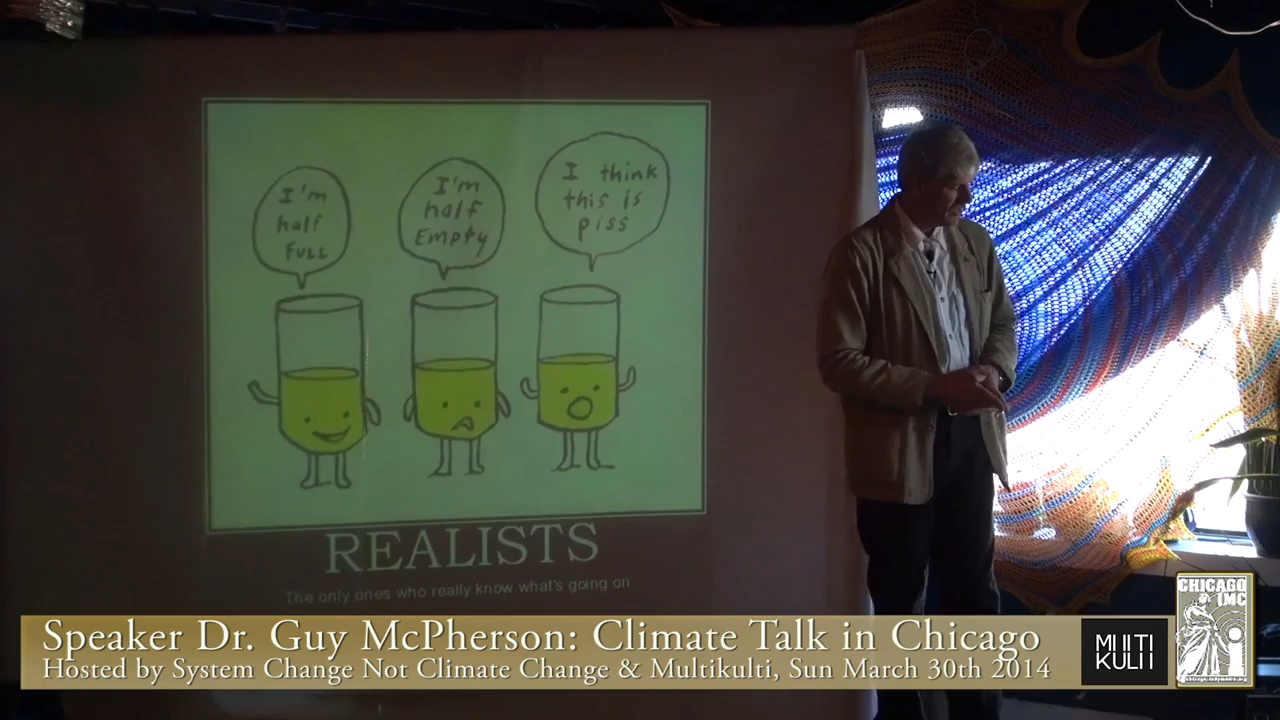 I'm
half
FULL
I'm
half
Empty
I think
this is
piss
REALISTS
The only ones who really know what's going on
Speaker Dr. Guy McPherson: Climate Talk in Chicago
Hosted by System Change Not Climate Change & Multikulti, Sun March 30th 2014
MULTI
KULTI
CHICAGO
IMC